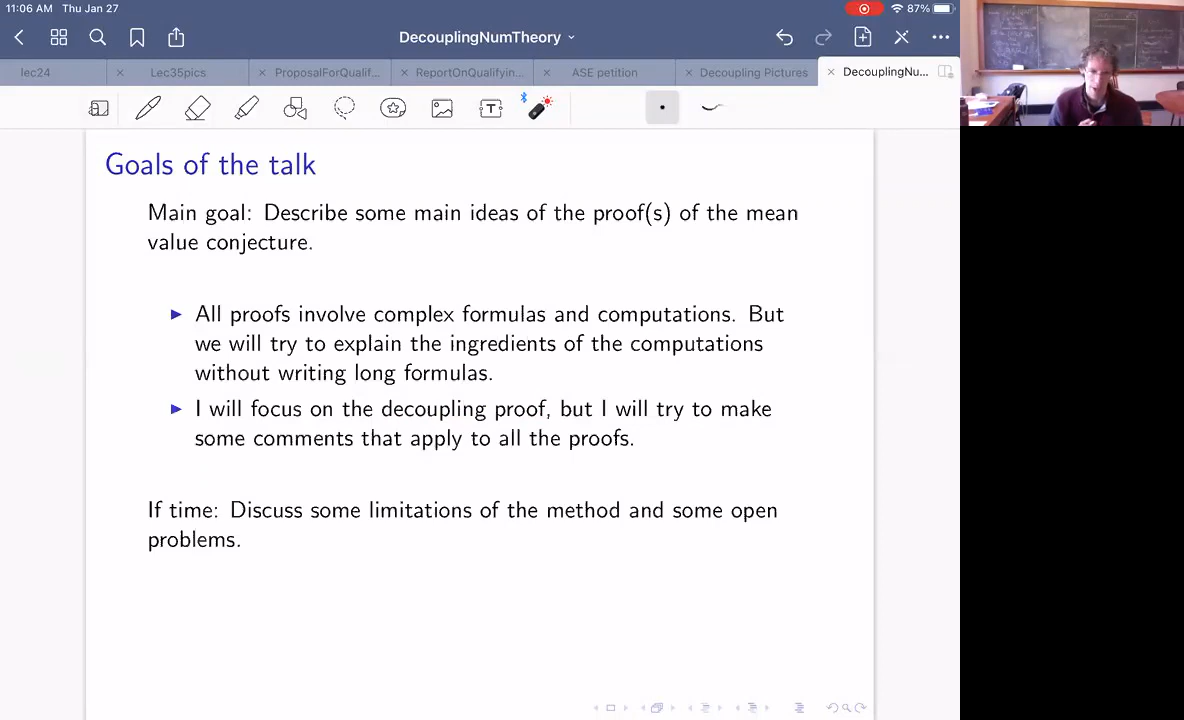 11:06 AM Thu Jan 27
87%
DecouplingNumTheory
lec24
Lec35pics
ProposalForQualif...
ReportOnQualifyin...
ASE petition
Decoupling Pictures
DecouplingNu...
T
Goals of the talk
Main goal: Describe some main ideas of the proof(s) of the mean
value conjecture.
All proofs involve complex formulas and computations. But
we will try to explain the ingredients of the computations
without writing long formulas.
I will focus on the decoupling proof, but I will try to make
some comments that apply to all the proofs.
If time: Discuss some limitations of the method and some open
problems.